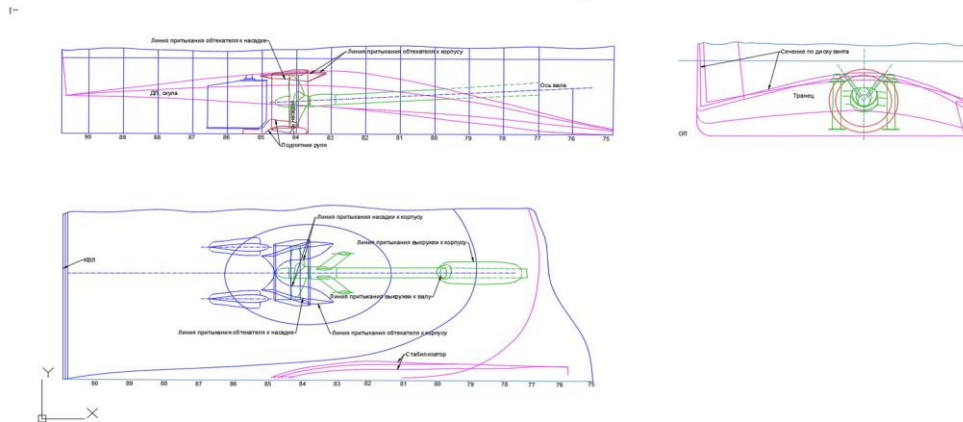 Линия притыкания обтекателя к насадке
Линия притыкания обтекателя к корпусу
ДП, скула
Ось вала
Подпятник руля
90 89 88 87 86 85 84 83 82 81 80 79 78 77 76 75
Сечение по диску винта
Транец
ОП
Линия притыкания насадки к корпусу
Линия притыкания выкружки к корпусу
КВЛ
Линия притыкания выкружки к валу
Линия притыкания обтекателя к насадке
Линия притыкания обтекателя к корпусу
Стабилизатор
90 89 88 87 86 85 84 83 82 81 80 79 78 77 76 75
Y
X